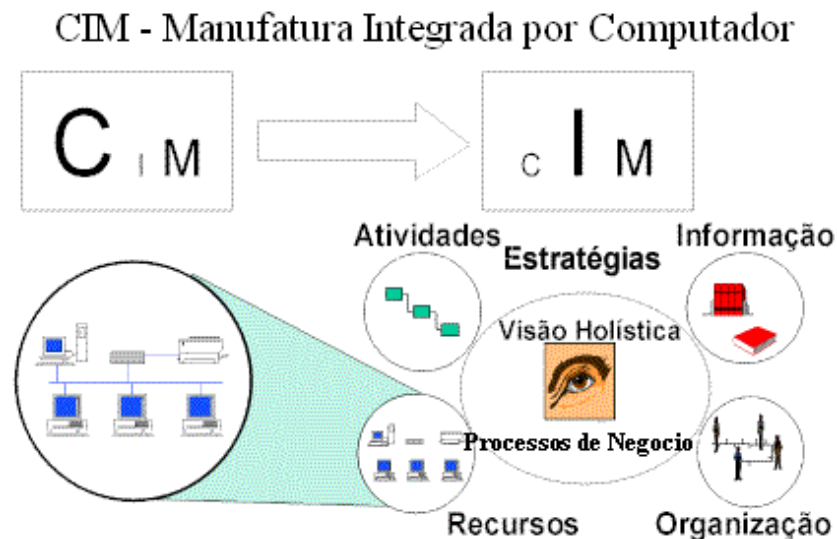 CIM - Manufatura Integrada por Computador
C I M
C I M
Atividades
Estratégias
Informação
Visão Holística
Processos de Negocio
Recursos
Organização